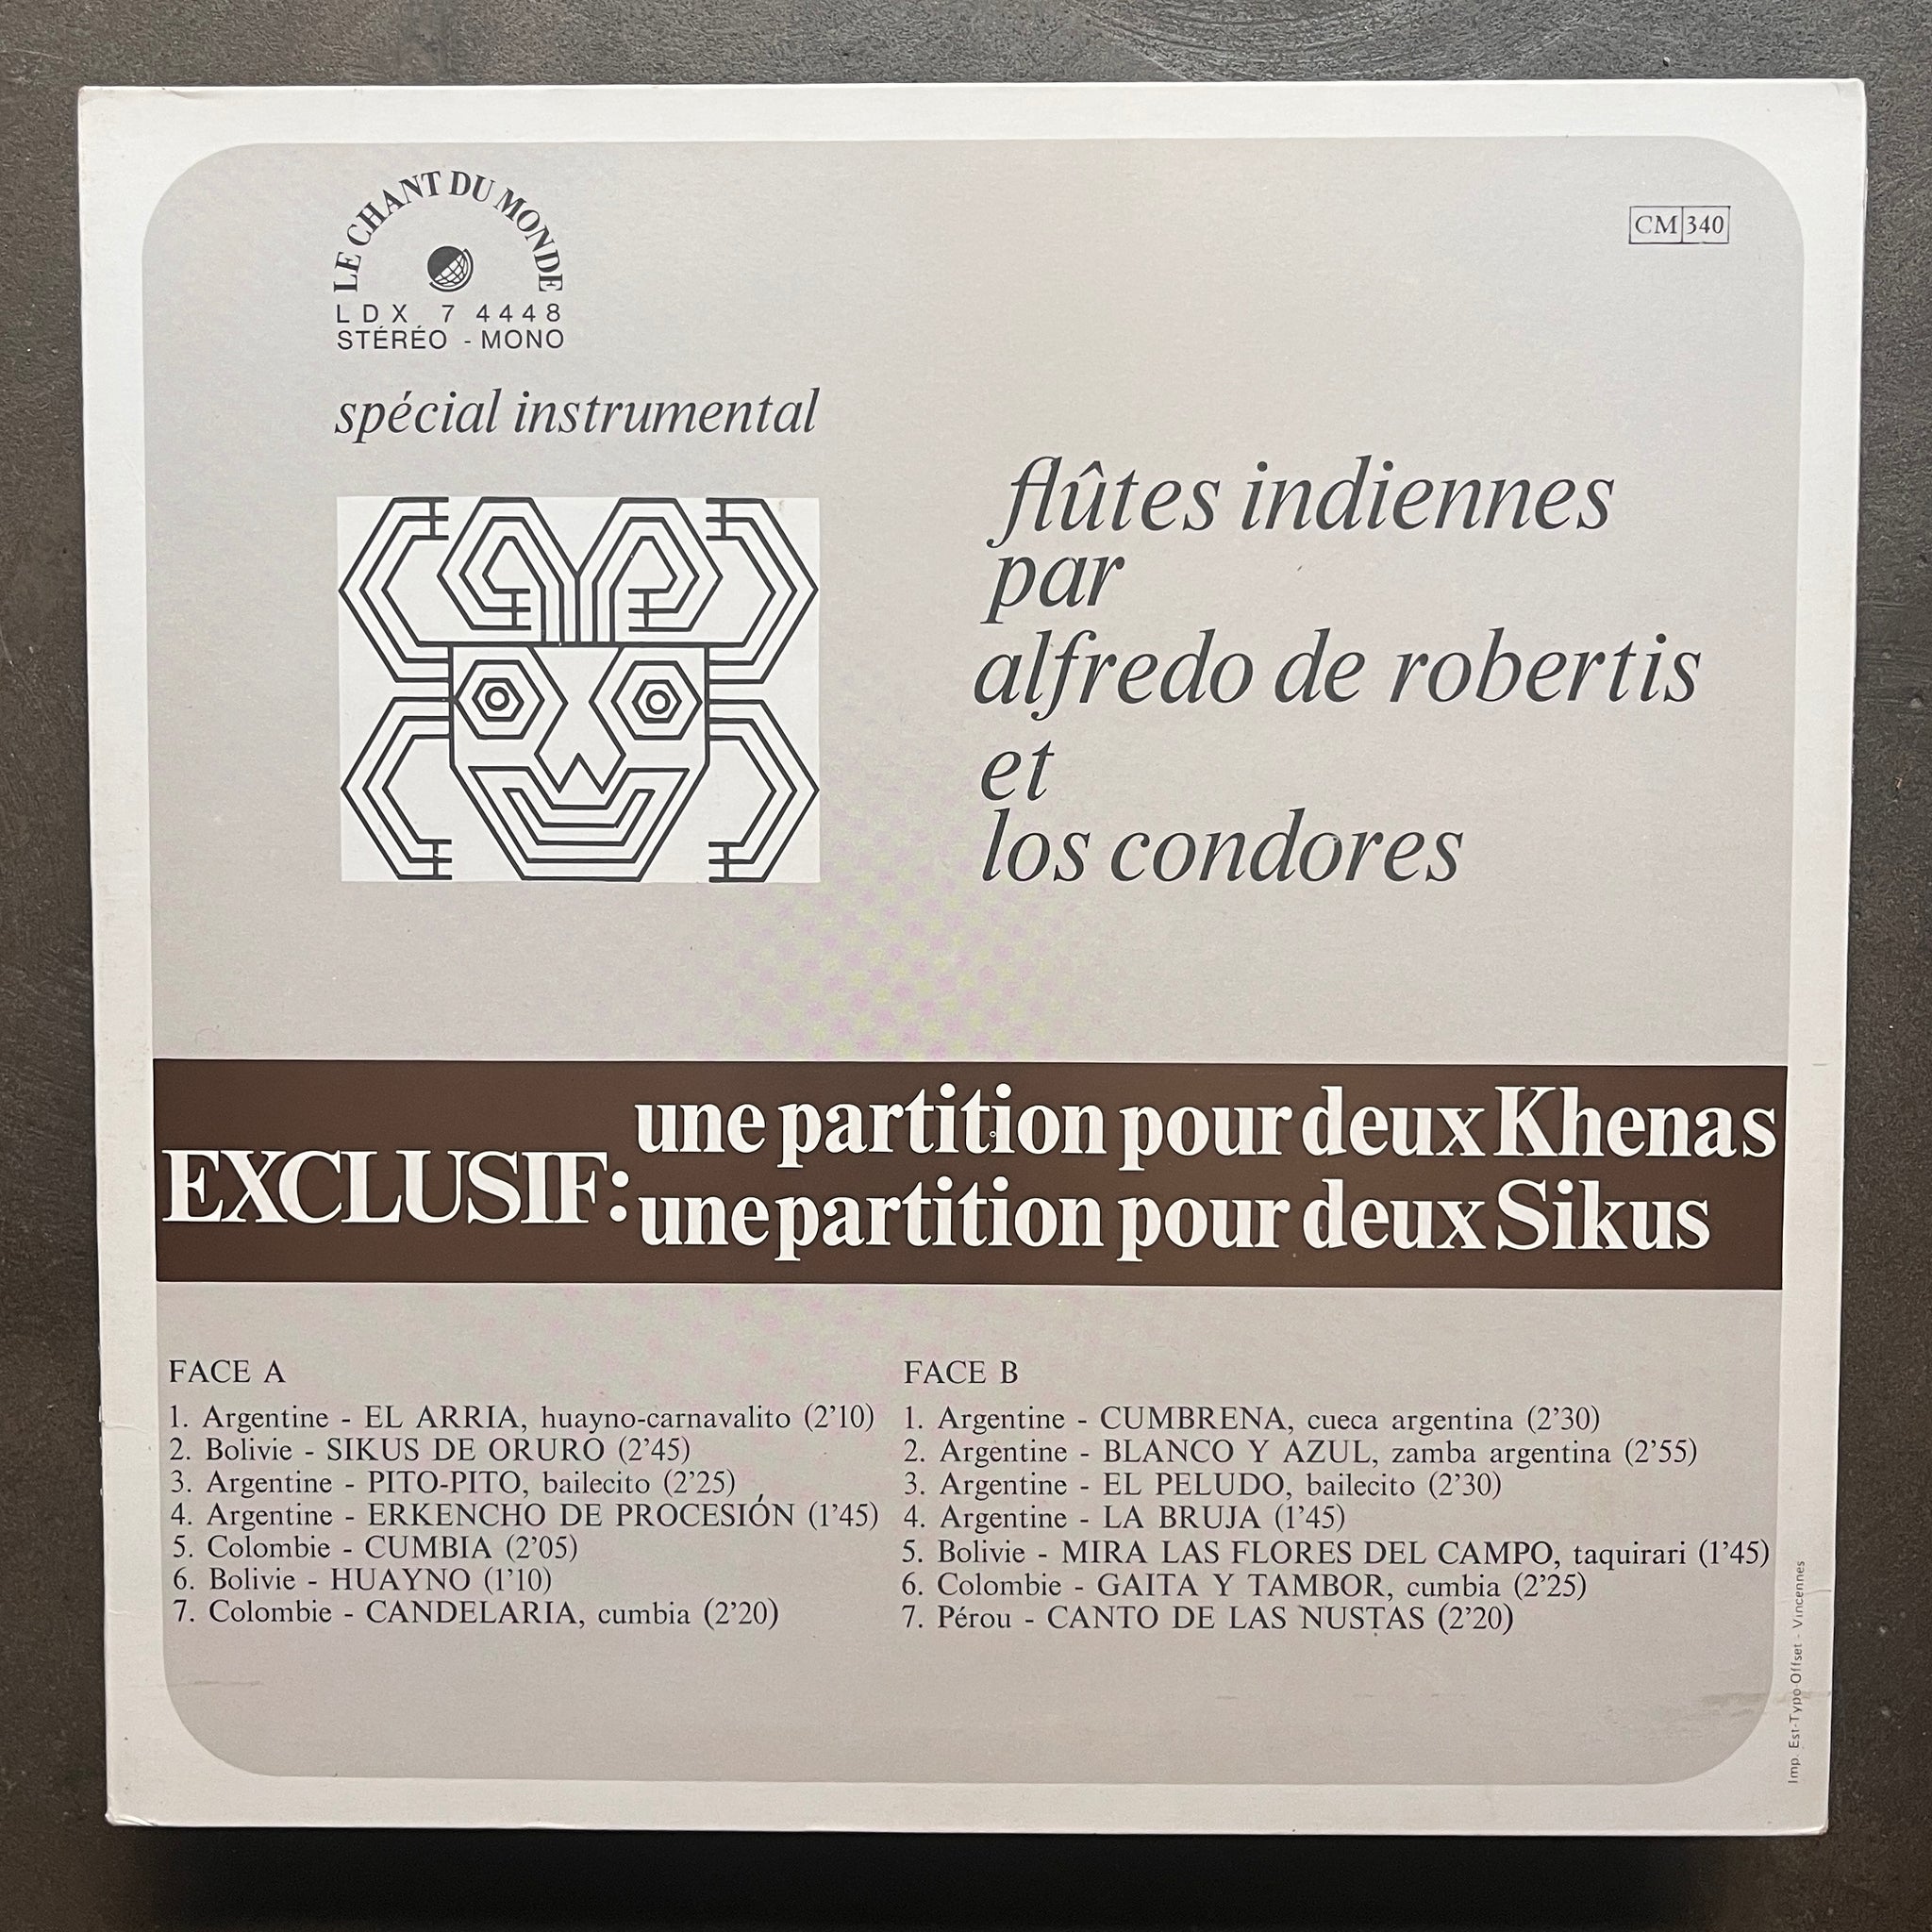 LE CHANT DU MONDE
LDX 7 4448
STÉRÉO - MONO
CM 340
spécial instrumental
flûtes indiennes
par
alfredo de robertis
et
los condores
EXCLUSIF:
une partition pour deux Khenas
une partition pour deux Sikus
FACE A
1. Argentine - EL ARRIA, huayno-carnavalito (2'10)
2. Bolivie - SIKUS DE ORURO (2'45)
3. Argentine - PITO-PITO, bailecito (2'25)
4. Argentine - ERKENCHO DE PROCESIÓN (1'45)
5. Colombie - CUMBIA (2'05)
6. Bolivie - HUAYNO (1'10)
7. Colombie - CANDELARIA, cumbia (2'20)
FACE B
1. Argentine - CUMBRENA, cueca argentina (2'30)
2. Argentine - BLANCO Y AZUL, zamba argentina (2'55)
3. Argentine - EL PELUDO, bailecito (2'30)
4. Argentine - LA BRUJA (1'45)
5. Bolivie - MIRA LAS FLORES DEL CAMPO, taquirari (1'45)
6. Colombie - GAITA Y TAMBOR, cumbia (2'25)
7. Pérou - CANTO DE LAS NUSTAS (2'20)
Imp. Est-Typo-Offset - Vincennes